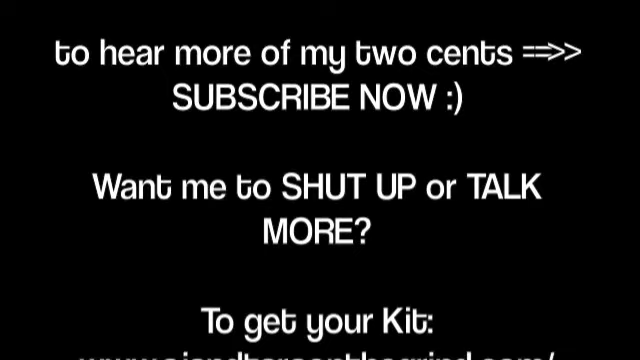 to hear more of my two cents ==>>
SUBSCRIBE NOW :)
Want me to SHUT UP or TALK
MORE?
To get your Kit: